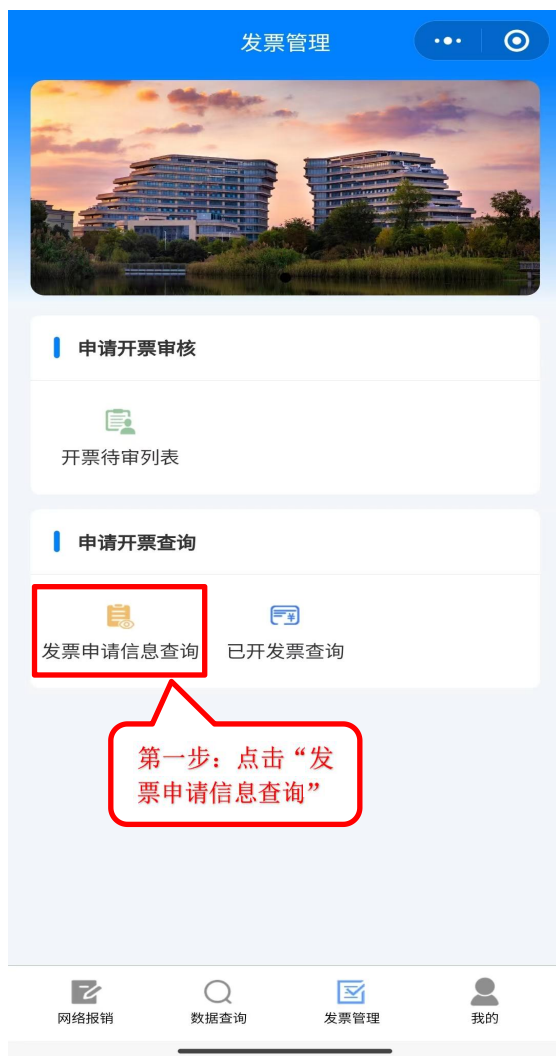 发票管理
申请开票审核
开票待审列表
申请开票查询
发票申请信息查询 已开发票查询
第一步：点击“发
票申请信息查询”
网络报销 数据查询 发票管理 我的